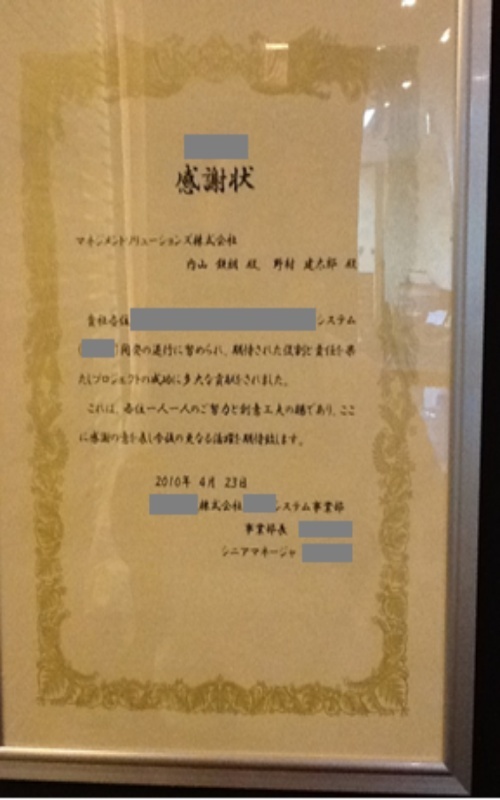 感謝状
マネジメントソリューションズ株式会社
内山 鉄朗 殿、 野村 建太郎 殿
貴社各位 システム
開発の遂行に努められ、期待された役割と責任を果
たしプロジェクトの成功に多大な貢献をされました。
これは、各位一人一人のご努力と創意工夫の賜であり、ここ
に感謝の意を表し今後の更なる活躍を期待致します。
2010年 4月 23日
株式会社 システム事業部
事業部長
シニアマネージャ